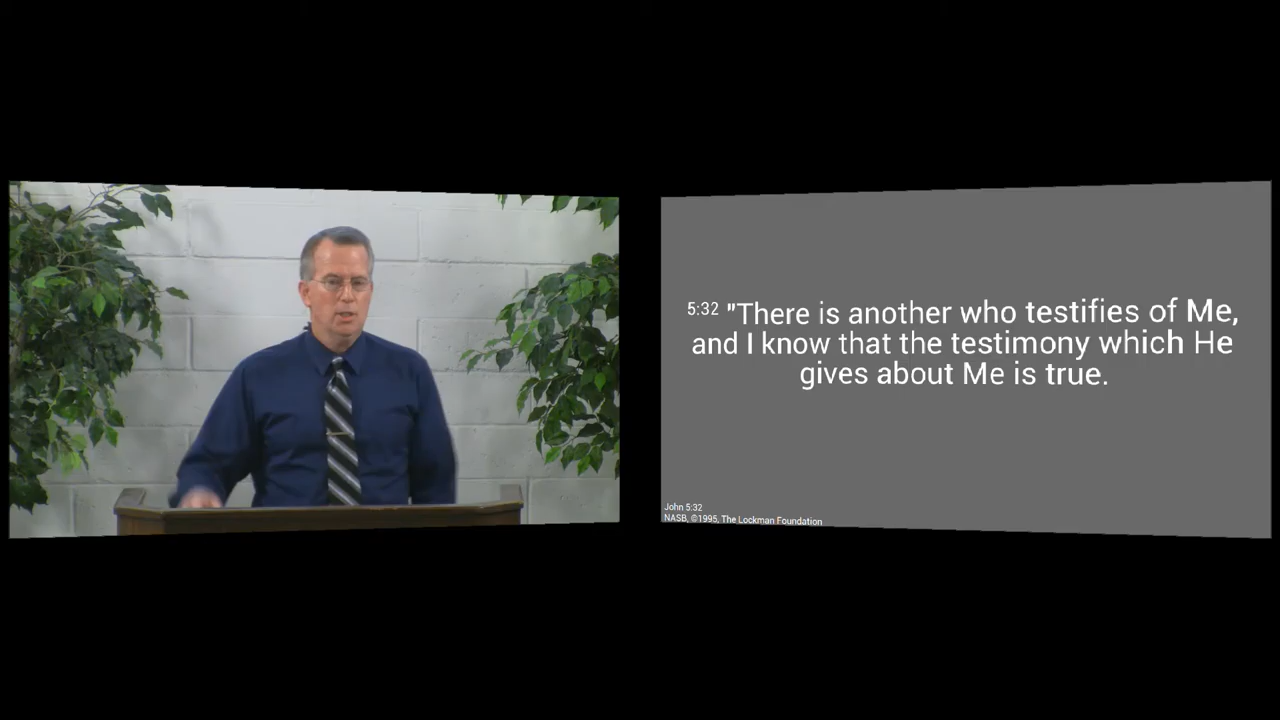 5:32 "There is another who testifies of Me,
and I know that the testimony which He
gives about Me is true.
John 5:32
NASB, ©1995, The Lockman Foundation